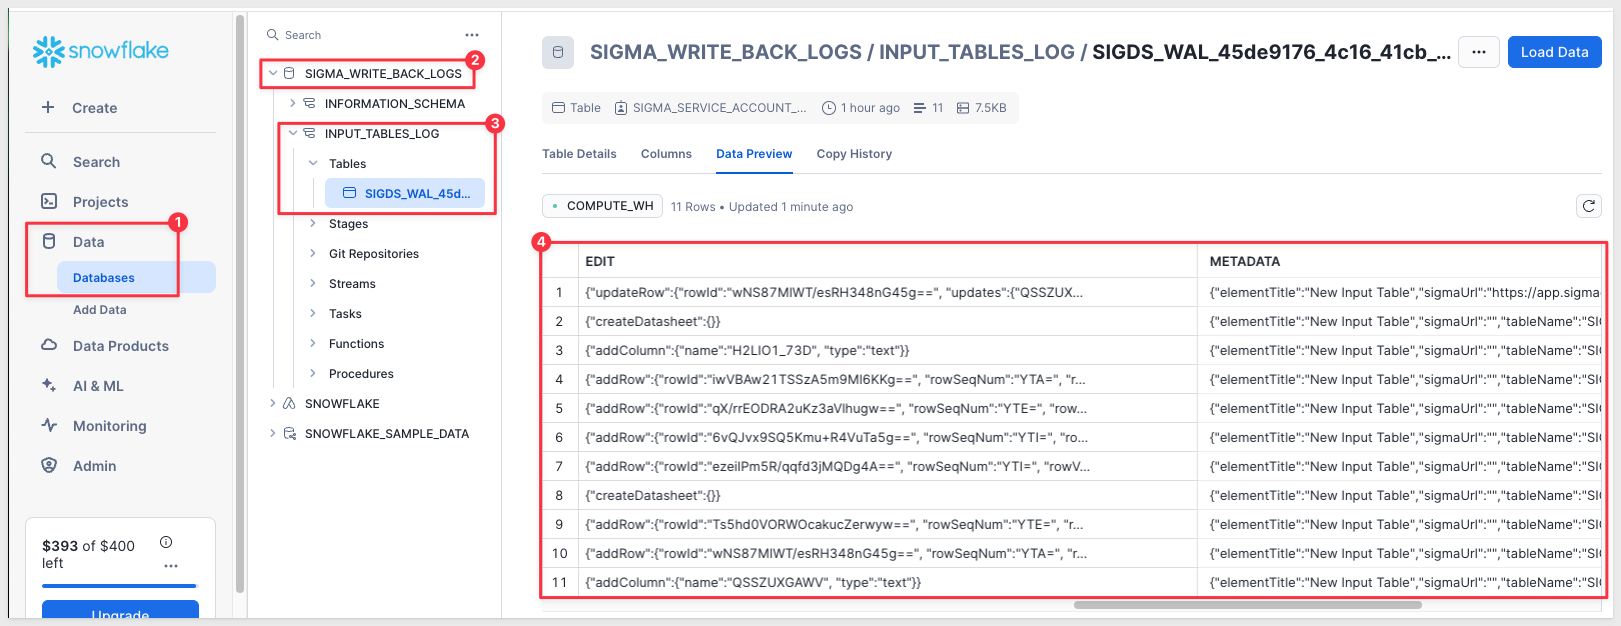 snowflake
Create
Search
Projects
1
Data
Databases
Add Data
Data Products
AI & ML
Monitoring
Admin
$393 of $400
left
...
Upgrade
Search
...
2
SIGMA_WRITE_BACK_LOGS
INFORMATION_SCHEMA
3
INPUT_TABLES_LOG
Tables
SIGDS_WAL_45d...
Stages
Git Repositories
Streams
Tasks
Functions
Procedures
SNOWFLAKE
SNOWFLAKE_SAMPLE_DATA
SIGMA_WRITE_BACK_LOGS / INPUT_TABLES_LOG / SIGDS_WAL_45de9176_4c16_41cb_...
...
Load Data
Table SIGMA_SERVICE_ACCOUNT_... 1 hour ago 11 7.5KB
Table Details Columns Data Preview Copy History
COMPUTE_WH 11 Rows • Updated 1 minute ago
4
EDIT METADATA
1 {"updateRow":{"rowId":"wNS87MIWT/esRH348nG45g==", "updates":{"QSSZUX... {"elementTitle":"New Input Table","sigmaUrl":"https://app.sigma
2 {"createDatasheet":{}} {"elementTitle":"New Input Table","sigmaUrl":"","tableName":"SI
3 {"addColumn":{"name":"H2LIO1_73D", "type":"text"}} {"elementTitle":"New Input Table","sigmaUrl":"","tableName":"SI
4 {"addRow":{"rowId":"iwVBAw21TSSzA5m9MI6KKg==", "rowSeqNum":"YTA=", "r... {"elementTitle":"New Input Table","sigmaUrl":"","tableName":"SI
5 {"addRow":{"rowId":"qX/rrEODRA2uKz3aVlhugw==", "rowSeqNum":"YTE=", "row... {"elementTitle":"New Input Table","sigmaUrl":"","tableName":"SI
6 {"addRow":{"rowId":"6vQJvx9SQ5Kmu+R4VuTa5g==", "rowSeqNum":"YTI=", "ro... {"elementTitle":"New Input Table","sigmaUrl":"","tableName":"SI
7 {"addRow":{"rowId":"ezeiIPm5R/qqfd3jMQDg4A==", "rowSeqNum":"YTI=", "rowV... {"elementTitle":"New Input Table","sigmaUrl":"","tableName":"SI
8 {"createDatasheet":{}} {"elementTitle":"New Input Table","sigmaUrl":"","tableName":"SI
9 {"addRow":{"rowId":"Ts5hd0VORWOcakucZerwyw==", "rowSeqNum":"YTE=", "r... {"elementTitle":"New Input Table","sigmaUrl":"","tableName":"SI
10 {"addRow":{"rowId":"wNS87MIWT/esRH348nG45g==", "rowSeqNum":"YTA=", "r... {"elementTitle":"New Input Table","sigmaUrl":"","tableName":"SI
11 {"addColumn":{"name":"QSSZUXGAWV", "type":"text"}} {"elementTitle":"New Input Table","sigmaUrl":"","tableName":"SI